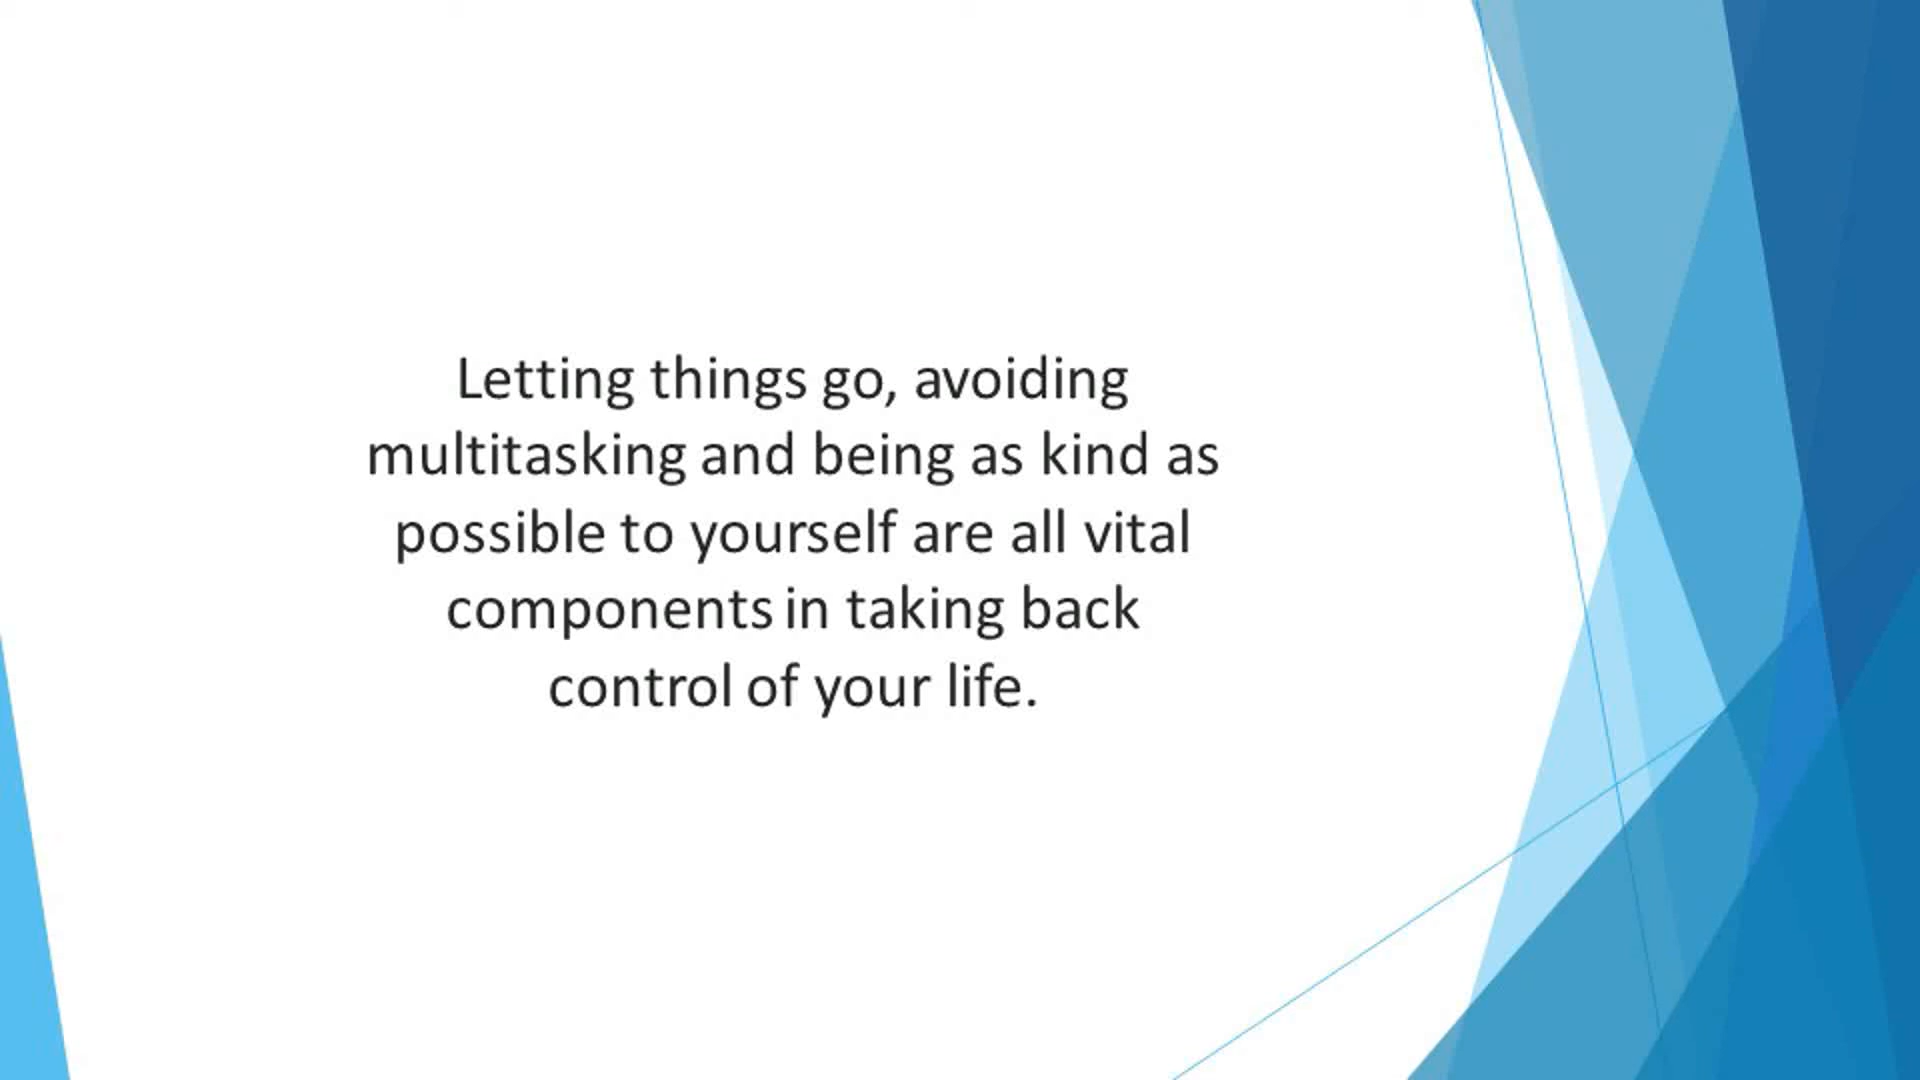 Letting things go, avoiding
multitasking and being as kind as
possible to yourself are all vital
components in taking back
control of your life.